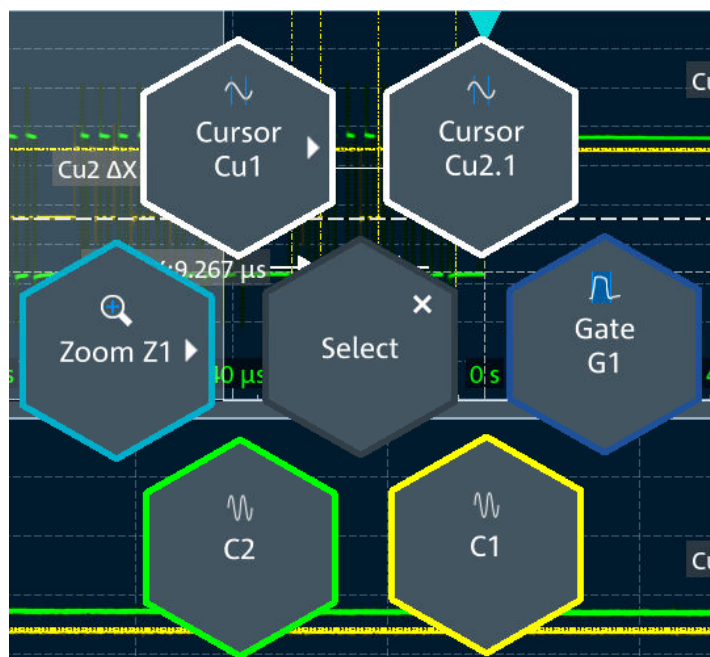 Cu
Cursor
Cu1
Cursor
Cu2.1
Cu2 ΔX
:9.267 µs
Zoom Z1
Select
Gate
G1
s
40 µs
0 s
4
C2
C1
Cu